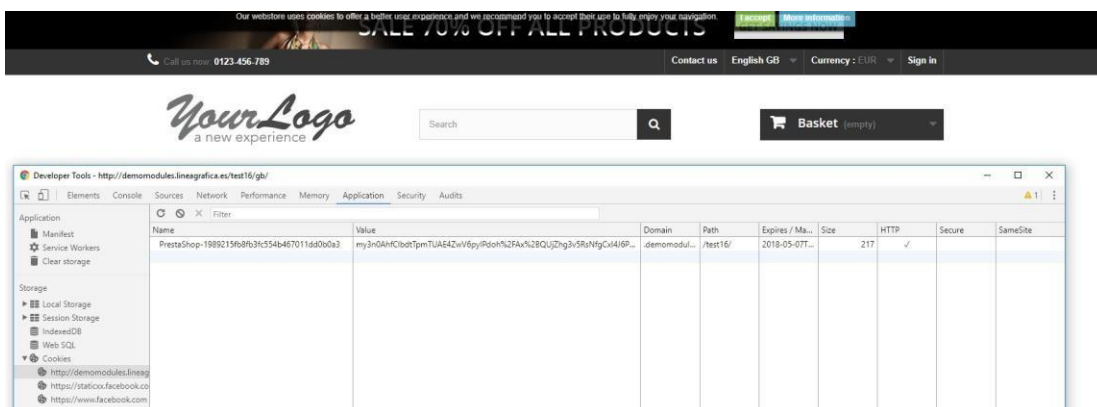 Our webstore uses cookies to offer a better user experience and we recommend you to accept their use to fully enjoy your navigation. I accept More information
SALE 70% OFF ALL PRODUCTS
Call us now: 0123-456-789 Contact us English GB Currency : EUR Sign in
YourLogo
a new experience
Search
Basket (empty)
Developer Tools - http://demomodules.lineagrafica.es/test16/gb/
Elements Console Sources Network Performance Memory Application Security Audits 1
Application Filter
Manifest
Service Workers
Clear storage
Name Value Domain Path Expires / Ma... Size HTTP Secure SameSite
.demomodul... /test16/ 2018-05-07T... 217 ✓
Storage
Local Storage
Session Storage
IndexedDB
Web SQL
Cookies
http://demomodules.lineag
https://staticxx.facebook.co
https://www.facebook.com